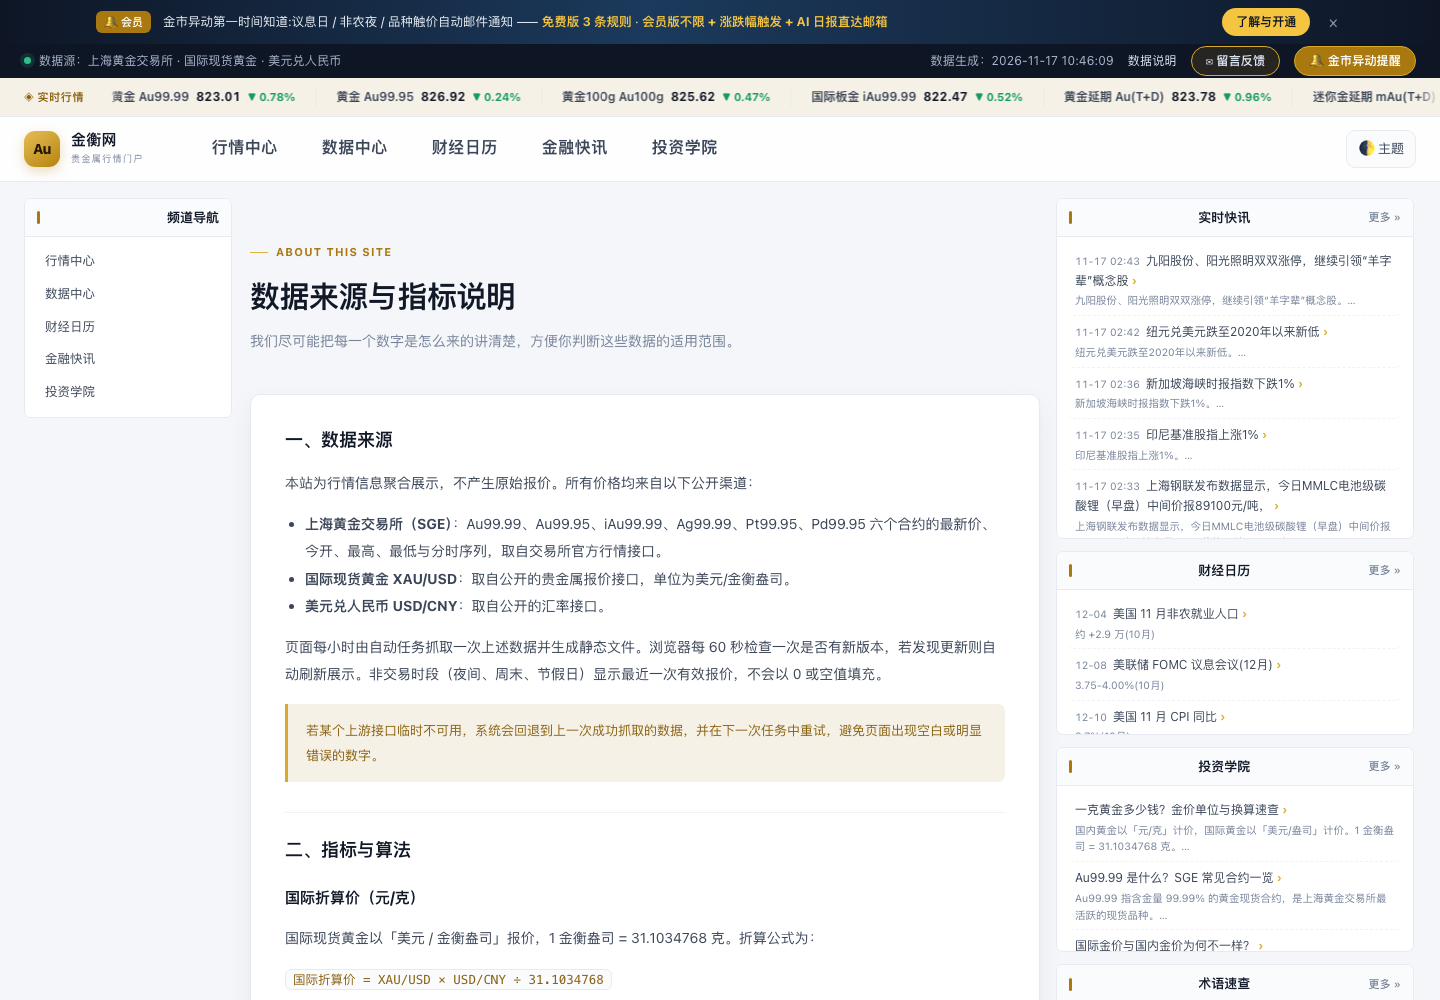 会员 金市异动第一时间知道:议息日 / 非农夜 / 品种触价自动邮件通知 —— 免费版 3 条规则 · 会员版不限 + 涨跌幅触发 + AI 日报直达邮箱 了解与开通 ×
数据源：上海黄金交易所 · 国际现货黄金 · 美元兑人民币 数据生成：2026-11-17 10:46:09 数据说明 ✉ 留言反馈 金市异动提醒
◈ 实时行情 黄金 Au99.99 823.01 ▼0.78% 黄金 Au99.95 826.92 ▼0.24% 黄金100g Au100g 825.62 ▼0.47% 国际板金 iAu99.99 822.47 ▼0.52% 黄金延期 Au(T+D) 823.78 ▼0.96% 迷你金延期 mAu(T+D)
Au 金衡网
贵金属行情门户
行情中心 数据中心 财经日历 金融快讯 投资学院 主题
频道导航
行情中心
数据中心
财经日历
金融快讯
投资学院
ABOUT THIS SITE
数据来源与指标说明
我们尽可能把每一个数字是怎么来的讲清楚，方便你判断这些数据的适用范围。
一、数据来源
本站为行情信息聚合展示，不产生原始报价。所有价格均来自以下公开渠道：
• 上海黄金交易所（SGE）：Au99.99、Au99.95、iAu99.99、Ag99.99、Pt99.95、Pd99.95 六个合约的最新价、
今开、最高、最低与分时序列，取自交易所官方行情接口。
• 国际现货黄金 XAU/USD：取自公开的贵金属报价接口，单位为美元/金衡盎司。
• 美元兑人民币 USD/CNY：取自公开的汇率接口。
页面每小时由自动任务抓取一次上述数据并生成静态文件。浏览器每 60 秒检查一次是否有新版本，若发现更新则自
动刷新展示。非交易时段（夜间、周末、节假日）显示最近一次有效报价，不会以 0 或空值填充。
若某个上游接口临时不可用，系统会回退到上一次成功抓取的数据，并在下一次任务中重试，避免页面出现空白或明显
错误的数字。
二、指标与算法
国际折算价（元/克）
国际现货黄金以「美元 / 金衡盎司」报价，1 金衡盎司 = 31.1034768 克。折算公式为：
国际折算价 = XAU/USD × USD/CNY ÷ 31.1034768
实时快讯 更多 »
11-17 02:43 九阳股份、阳光照明双双涨停，继续引领“羊字
辈”概念股 ›
九阳股份、阳光照明双双涨停，继续引领“羊字辈”概念股。...
11-17 02:42 纽元兑美元跌至2020年以来新低 ›
纽元兑美元跌至2020年以来新低。...
11-17 02:36 新加坡海峡时报指数下跌1% ›
新加坡海峡时报指数下跌1%。...
11-17 02:35 印尼基准股指上涨1% ›
印尼基准股指上涨1%。...
11-17 02:33 上海钢联发布数据显示，今日MMLC电池级碳
酸锂（早盘）中间价报89100元/吨， ›
上海钢联发布数据显示，今日MMLC电池级碳酸锂（早盘）中间价报
财经日历 更多 »
12-04 美国 11 月非农就业人口 ›
约 +2.9 万(10月)
12-08 美联储 FOMC 议息会议(12月) ›
3.75-4.00%(10月)
12-10 美国 11 月 CPI 同比 ›
投资学院 更多 »
一克黄金多少钱？金价单位与换算速查 ›
国内黄金以「元/克」计价，国际黄金以「美元/盎司」计价。1 金衡盎
司 = 31.1034768 克。...
Au99.99 是什么？SGE 常见合约一览 ›
Au99.99 指含金量 99.99% 的黄金现货合约，是上海黄金交易所最
活跃的现货品种。...
国际金价与国内金价为何不一样？ ›
术语速查 更多 »